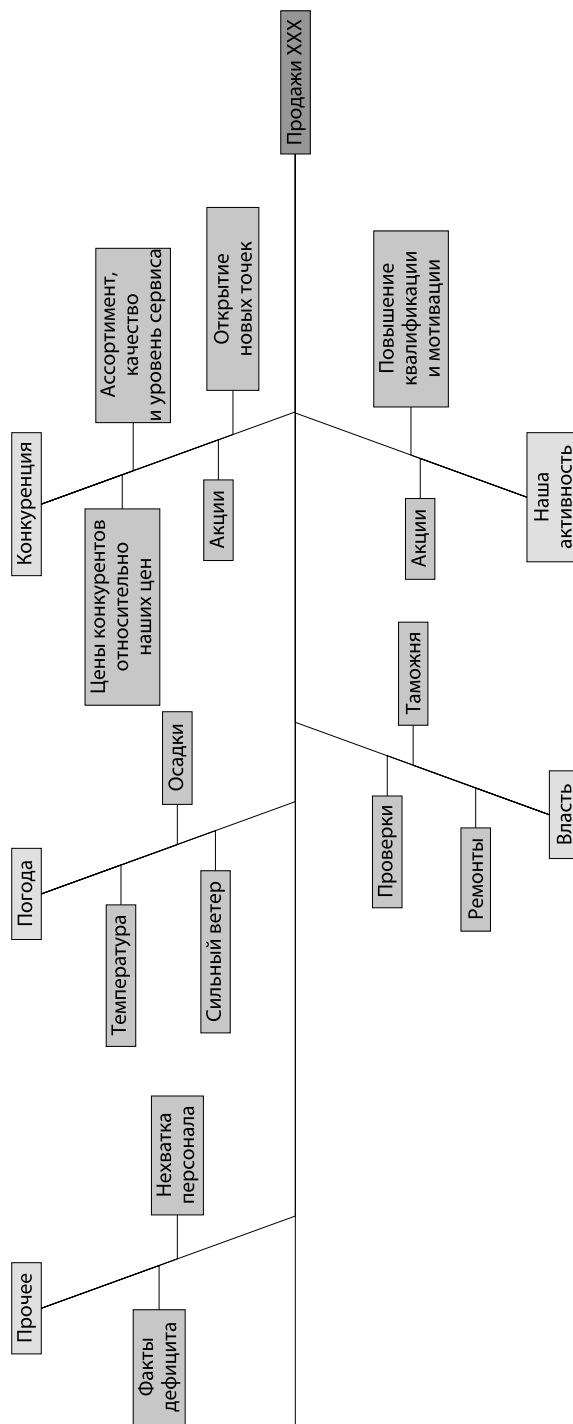 Прочее
Погода
Конкуренция
Факты
дефицита
Нехватка
персонала
Температура
Осадки
Сильный ветер
Цены конкурентов
относительно
наших цен
Ассортимент,
качество
и уровень сервиса
Акции
Открытие
новых точек
Продажи XXX
Проверки
Таможня
Ремонты
Власть
Повышение
квалификации
и мотивации
Акции
Наша
активность